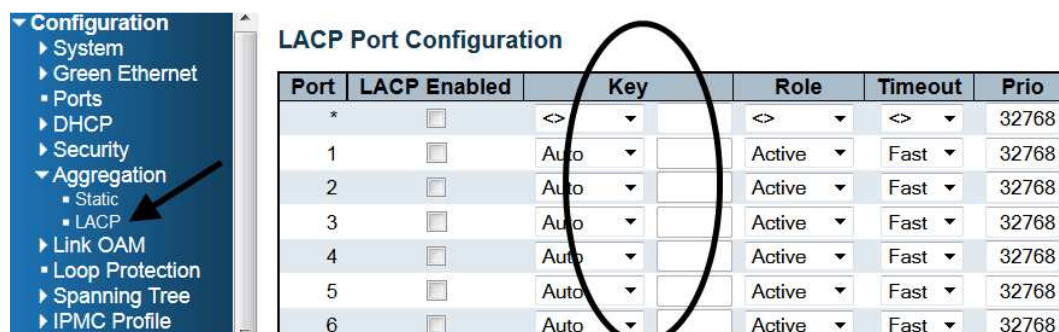 Configuration
System
Green Ethernet
Ports
DHCP
Security
Aggregation
Static
LACP
Link OAM
Loop Protection
Spanning Tree
IPMC Profile
LACP Port Configuration
Port LACP Enabled Key Role Timeout Prio
* <> <> <> 32768
1 Auto Active Fast 32768
2 Auto Active Fast 32768
3 Auto Active Fast 32768
4 Auto Active Fast 32768
5 Auto Active Fast 32768
6 Auto Active Fast 32768